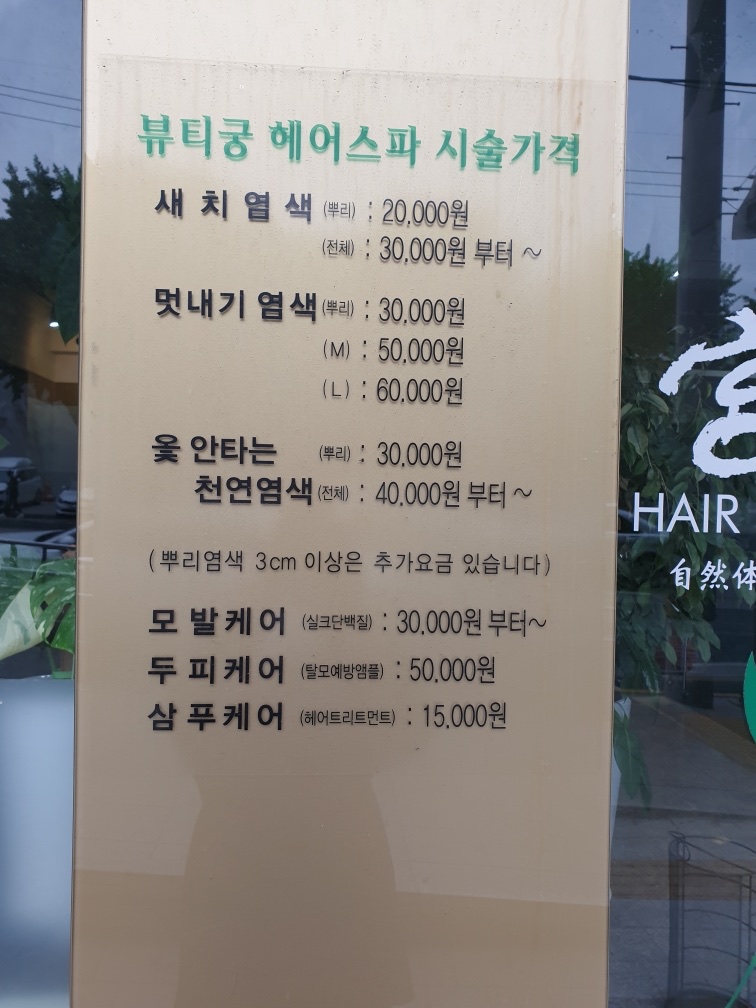 뷰티궁 헤어스파 시술가격
새치염색 (뿌리) : 20,000원
(전체) : 30,000원 부터 ~
멋내기 염색 (뿌리) : 30,000원
(M) : 50,000원
(L) : 60,000원
옻 안타는 (뿌리) : 30,000원
천연염색 (전체) : 40,000원 부터 ~
(뿌리염색 3cm 이상은 추가요금 있습니다)
모발케어 (실크단백질) : 30,000원 부터~
두피케어 (탈모예방앰플) : 50,000원
삼푸케어 (헤어트리트먼트) : 15,000원
宮
HAIR
自然体